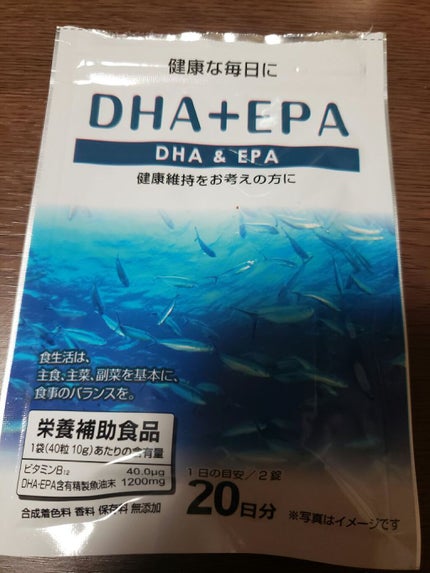 健康な毎日に
DHA+EPA
DHA & EPA
健康維持をお考えの方に
食生活は、
主食、主菜、副菜を基本に、
食事のバランスを。
栄養補助食品
1袋(40粒 10g)あたりの含有量
ビタミンB12 40.0μg
DHA・EPA含有精製魚油末 1200mg
合成着色料 香料 保存料 無添加
1日の目安/2錠
20日分
※写真はイメージです